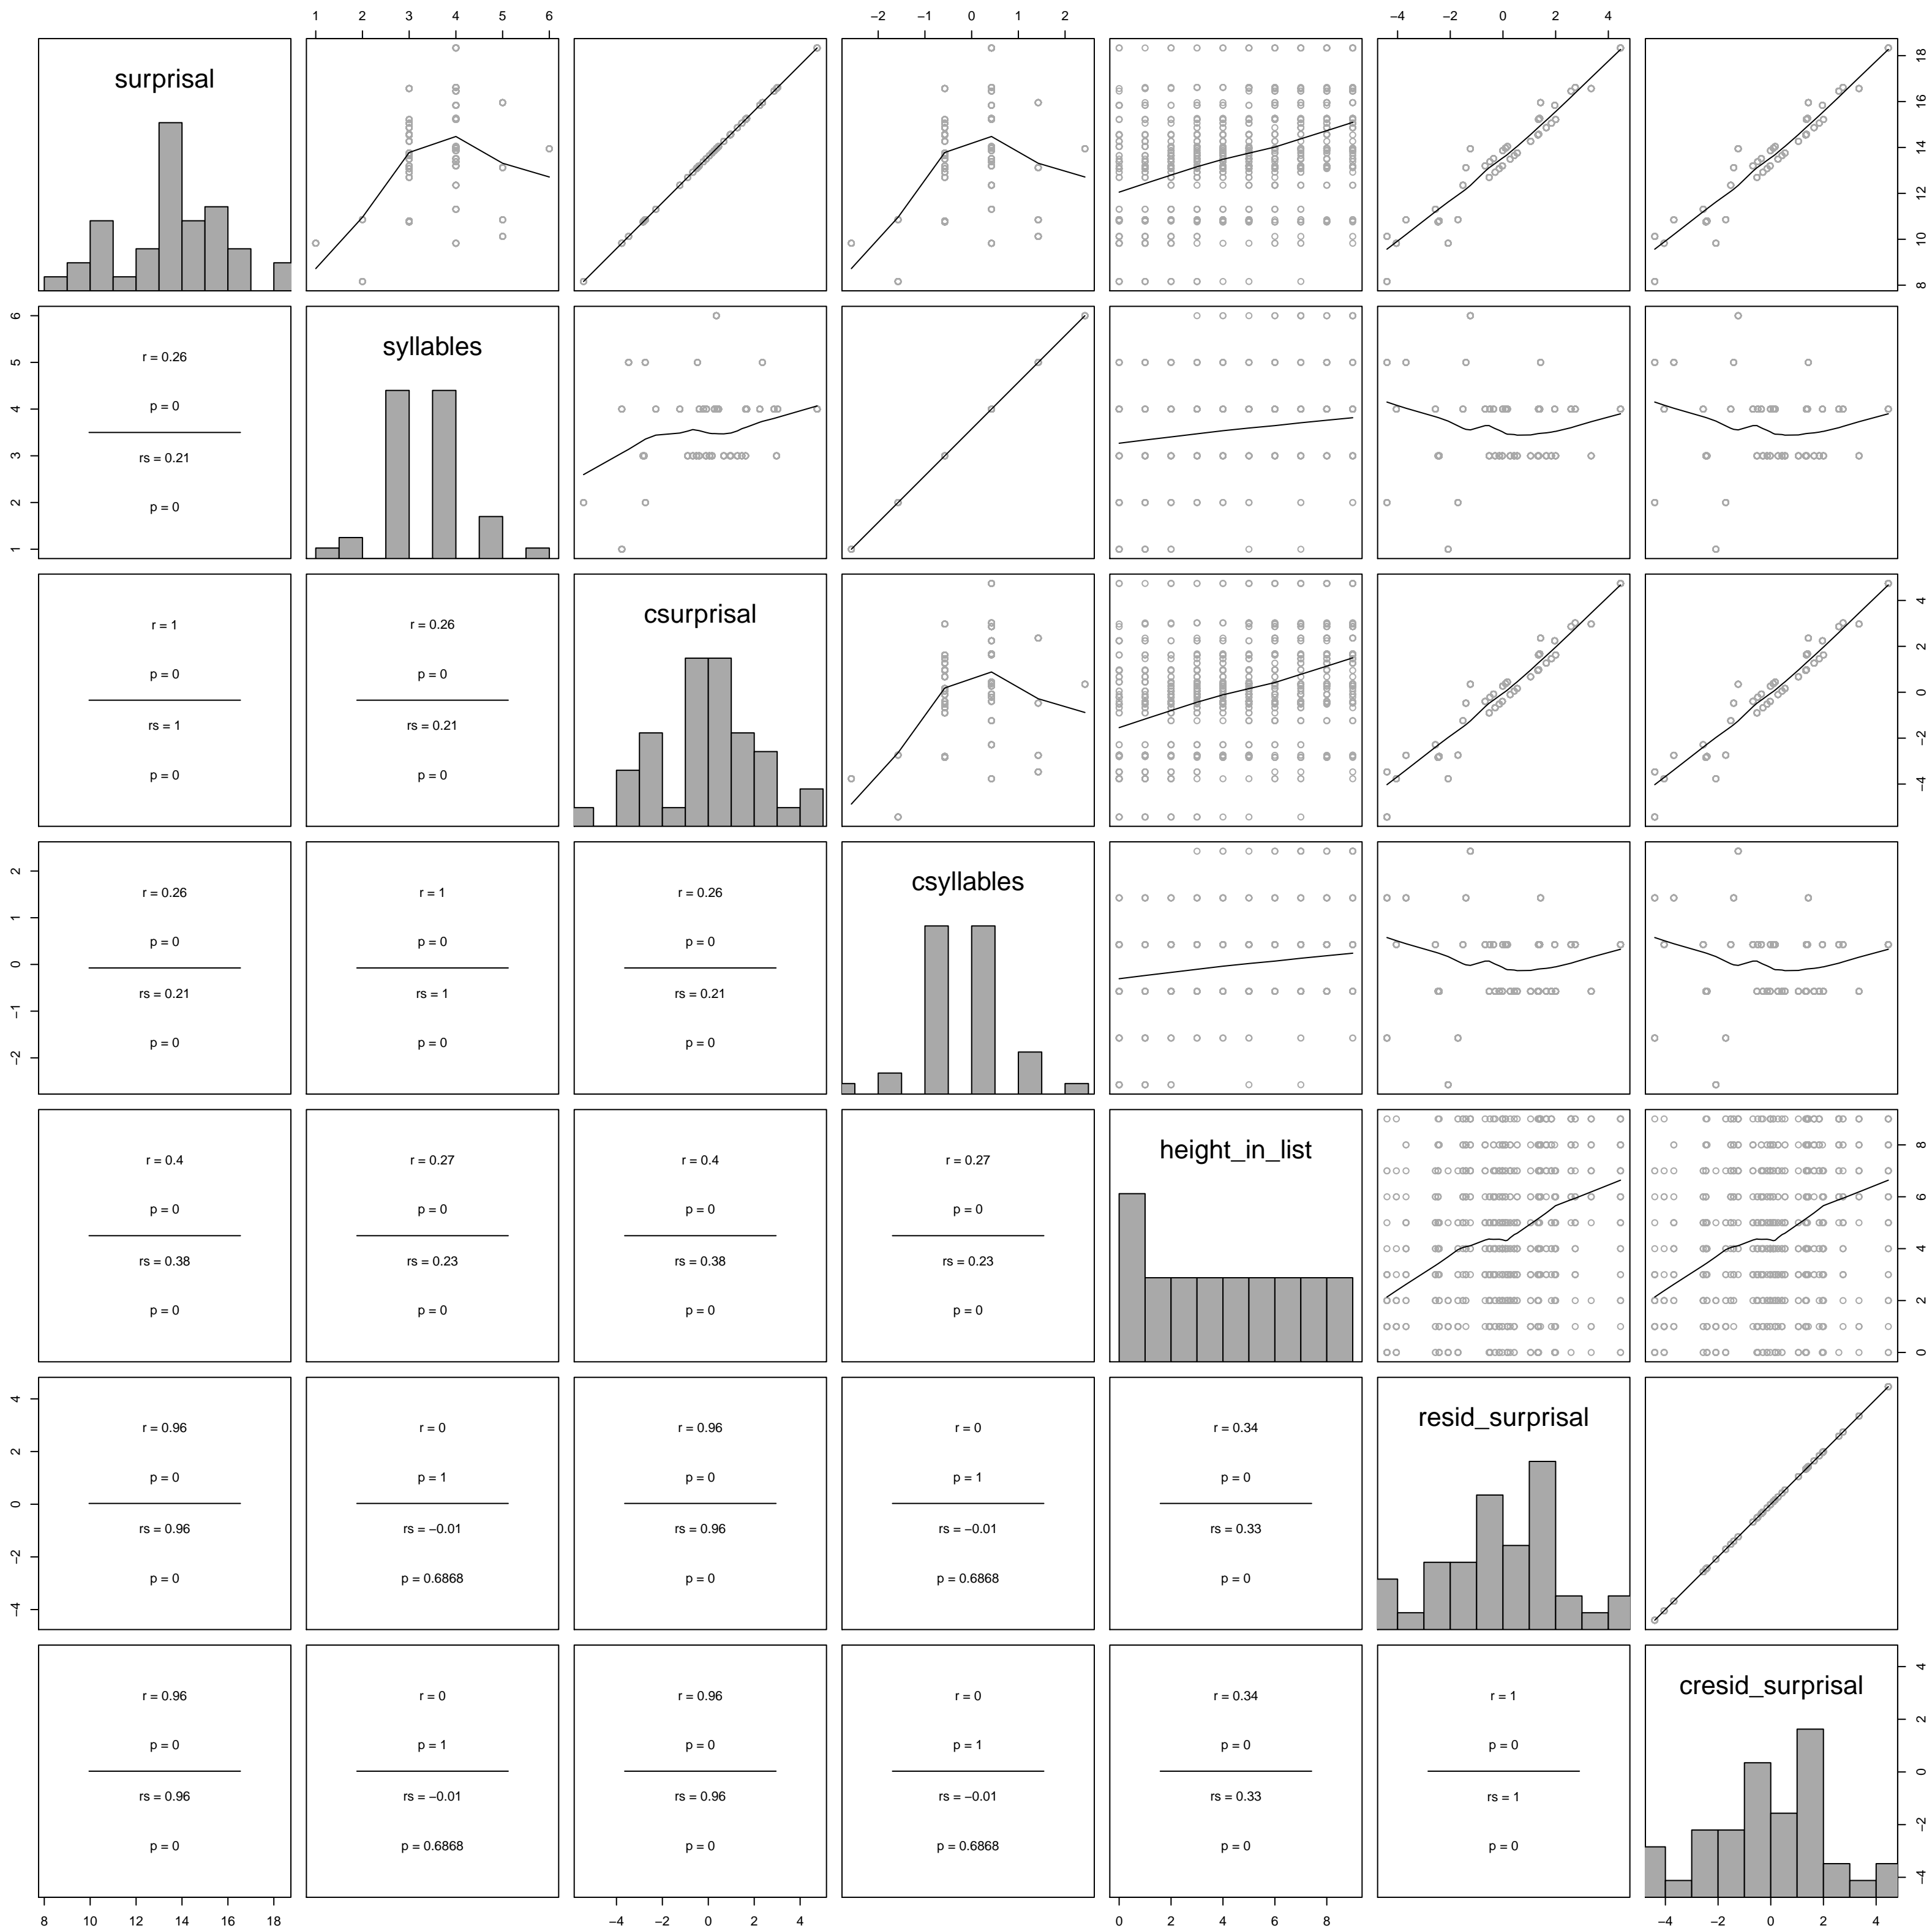 1 2 3 4 5 6 −2 −1 0 1 2 −4 −2 0 2 4
surprisal
8 10 12 14 16 18
1 2 3 4 5 6
r = 0.26
p = 0
rs = 0.21
p = 0
syllables
r = 1
p = 0
rs = 1
p = 0
r = 0.26
p = 0
rs = 0.21
p = 0
csurprisal
−4 −2 0 2 4
−2 −1 0 1 2
r = 0.26
p = 0
rs = 0.21
p = 0
r = 1
p = 0
rs = 1
p = 0
r = 0.26
p = 0
rs = 0.21
p = 0
csyllables
r = 0.4
p = 0
rs = 0.38
p = 0
r = 0.27
p = 0
rs = 0.23
p = 0
r = 0.4
p = 0
rs = 0.38
p = 0
r = 0.27
p = 0
rs = 0.23
p = 0
height_in_list
0 2 4 6 8
−4 −2 0 2 4
r = 0.96
p = 0
rs = 0.96
p = 0
r = 0
p = 1
rs = −0.01
p = 0.6868
r = 0.96
p = 0
rs = 0.96
p = 0
r = 0
p = 1
rs = −0.01
p = 0.6868
r = 0.34
p = 0
rs = 0.33
p = 0
resid_surprisal
r = 0.96
p = 0
rs = 0.96
p = 0
r = 0
p = 1
rs = −0.01
p = 0.6868
r = 0.96
p = 0
rs = 0.96
p = 0
r = 0
p = 1
rs = −0.01
p = 0.6868
r = 0.34
p = 0
rs = 0.33
p = 0
r = 1
p = 0
rs = 1
p = 0
cresid_surprisal
−4 −2 0 2 4
8 10 12 14 16 18 −4 −2 0 2 4 0 2 4 6 8 −4 −2 0 2 4